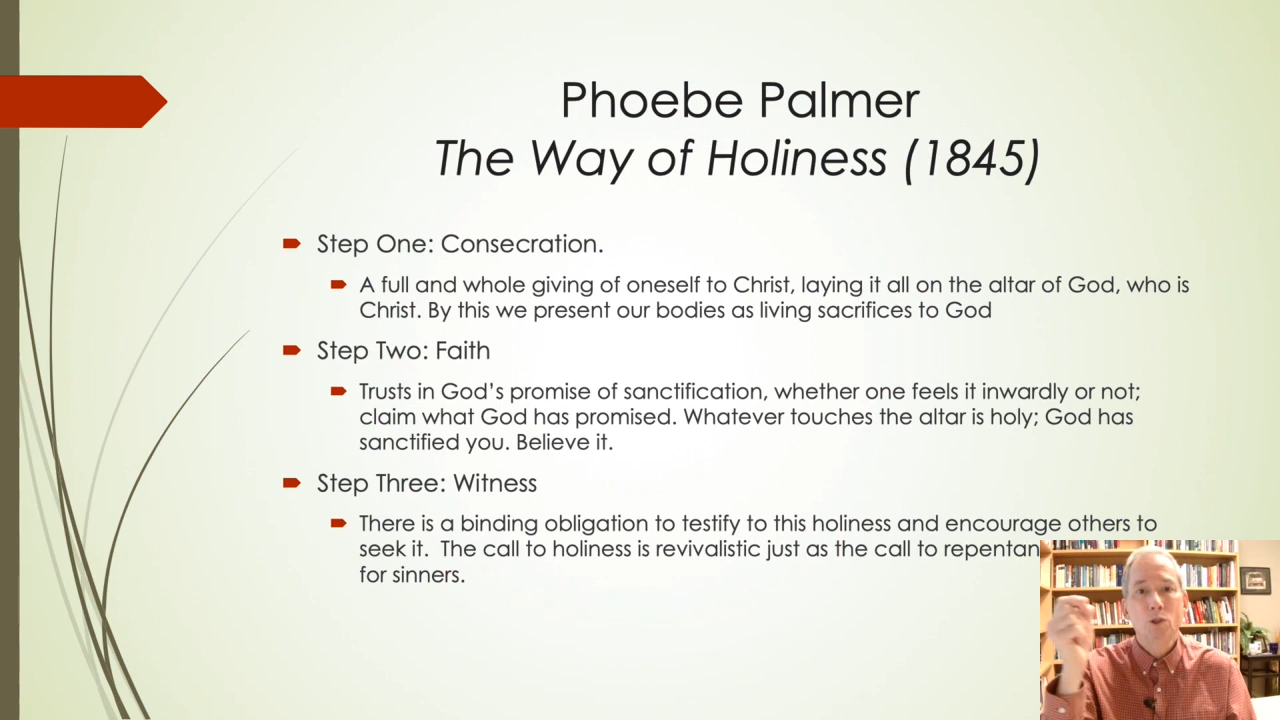 Phoebe Palmer
The Way of Holiness (1845)
Step One: Consecration.
A full and whole giving of oneself to Christ, laying it all on the altar of God, who is
Christ. By this we present our bodies as living sacrifices to God
Step Two: Faith
Trusts in God’s promise of sanctification, whether one feels it inwardly or not;
claim what God has promised. Whatever touches the altar is holy; God has
sanctified you. Believe it.
Step Three: Witness
There is a binding obligation to testify to this holiness and encourage others to
seek it.  The call to holiness is revivalistic just as the call to
for sinners.